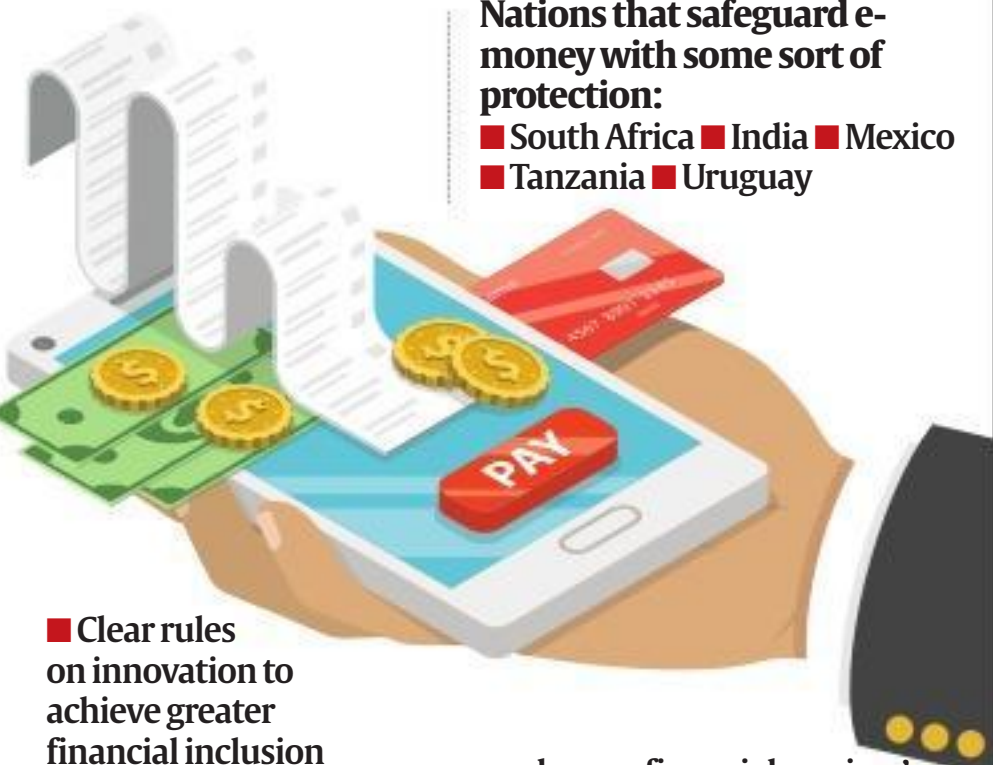 Nations that safeguard e-
money with some sort of
protection:
■ South Africa ■ India ■ Mexico
■ Tanzania ■ Uruguay
PAY
■ Clear rules
on innovation to
achieve greater
financial inclusion